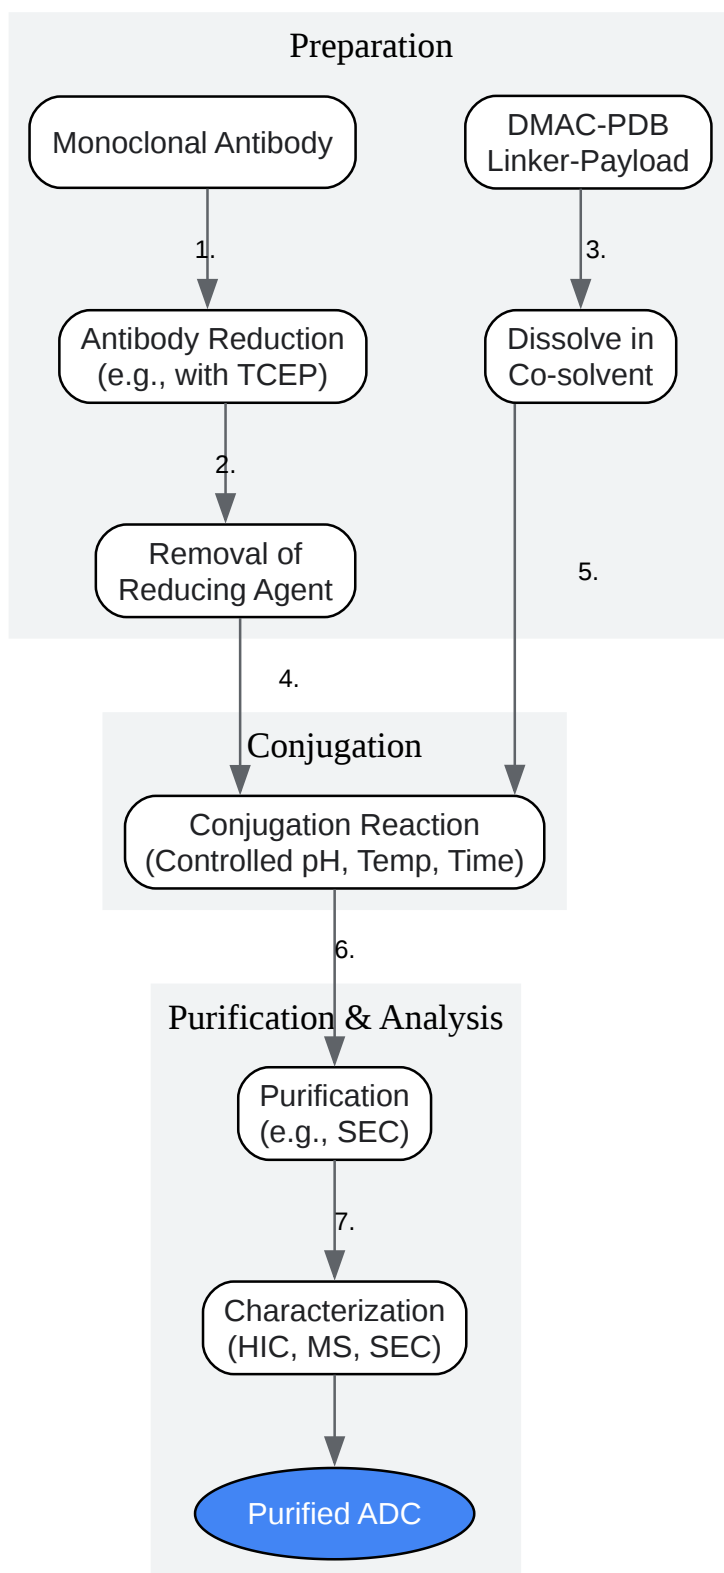 Preparation
Monoclonal Antibody
DMAC-PDB
Linker-Payload
1.
3.
Antibody Reduction
(e.g., with TCEP)
Dissolve in
Co-solvent
2.
Removal of
Reducing Agent
5.
4.
Conjugation
Conjugation Reaction
(Controlled pH, Temp, Time)
6.
Purification & Analysis
Purification
(e.g., SEC)
7.
Characterization
(HIC, MS, SEC)
Purified ADC